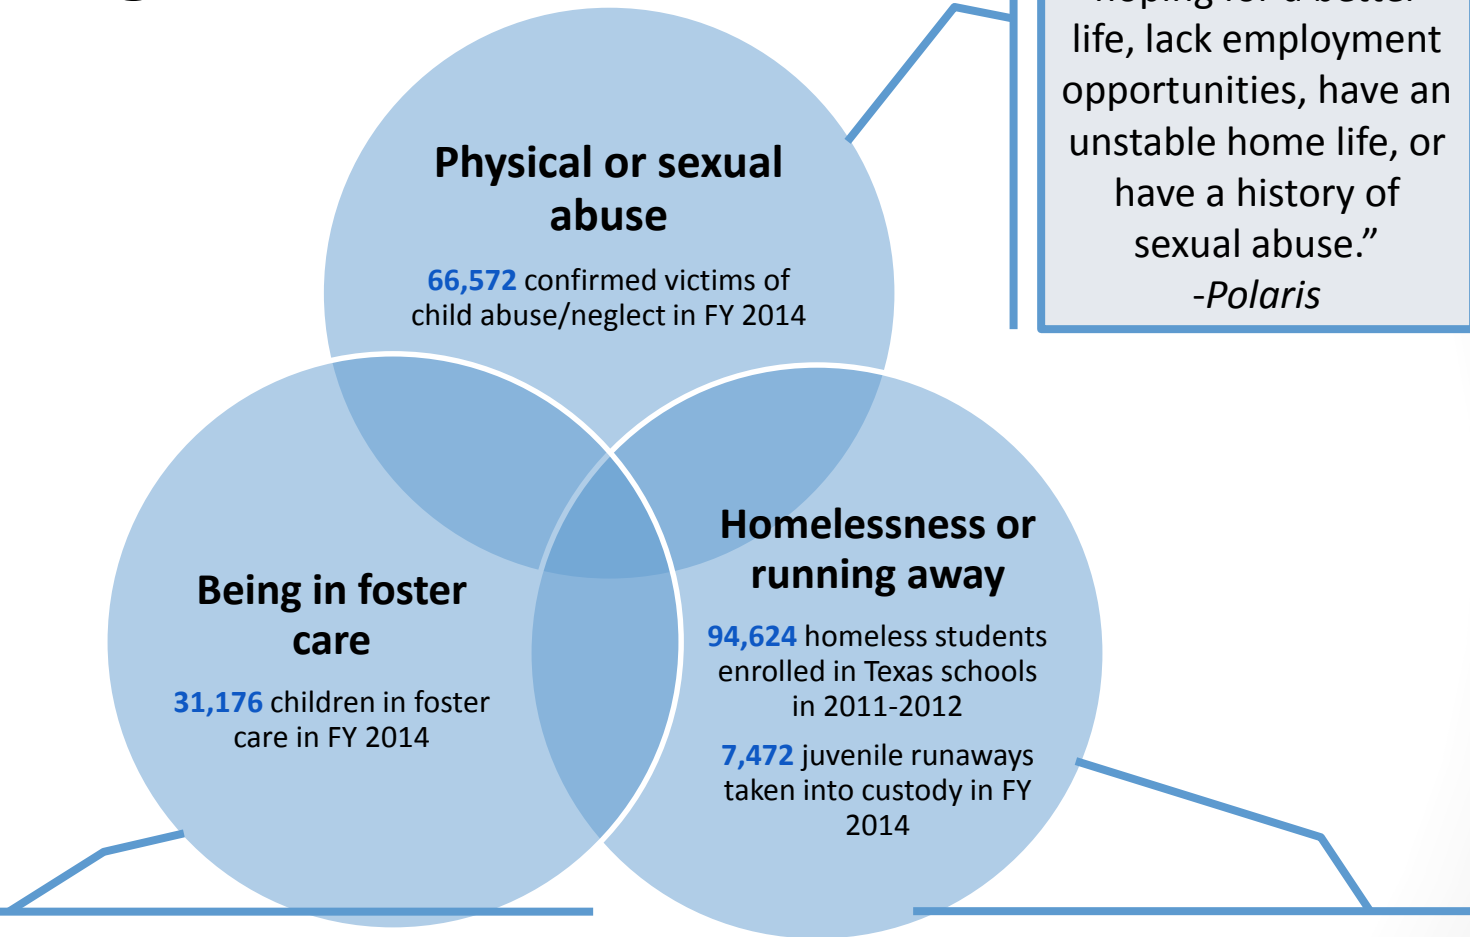 life, lack employment
opportunities, have an
unstable home life, or
have a history of
sexual abuse.”
-Polaris
Physical or sexual
abuse
66,572 confirmed victims of
child abuse/neglect in FY 2014
Being in foster
care
31,176 children in foster
care in FY 2014
Homelessness or
running away
94,624 homeless students
enrolled in Texas schools
in 2011-2012
7,472 juvenile runaways
taken into custody in FY
2014